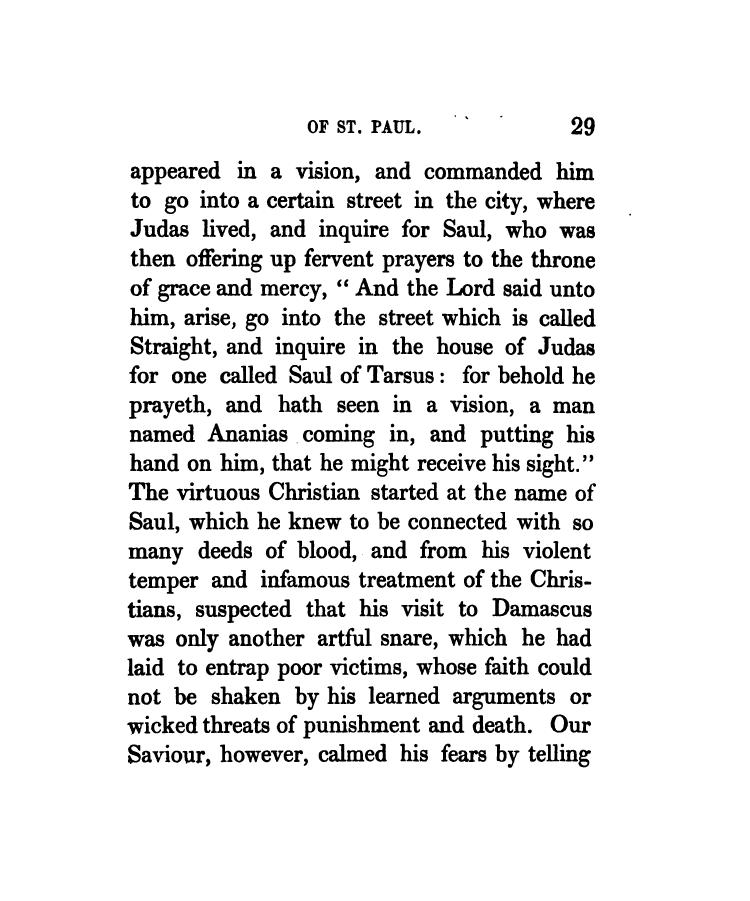 OF ST. PAUL. 29
appeared in a vision, and commanded him
to go into a certain street in the city, where
Judas lived, and inquire for Saul, who was
then offering up fervent prayers to the throne
of grace and mercy, “ And the Lord said unto
him, arise, go into the street which is called
Straight, and inquire in the house of Judas
for one called Saul of Tarsus : for behold he
prayeth, and hath seen in a vision, a man
named Ananias coming in, and putting his
hand on him, that he might receive his sight.”
The virtuous Christian started at the name of
Saul, which he knew to be connected with so
many deeds of blood, and from his violent
temper and infamous treatment of the Chris-
tians, suspected that his visit to Damascus
was only another artful snare, which he had
laid to entrap poor victims, whose faith could
not be shaken by his learned arguments or
wicked threats of punishment and death. Our
Saviour, however, calmed his fears by telling